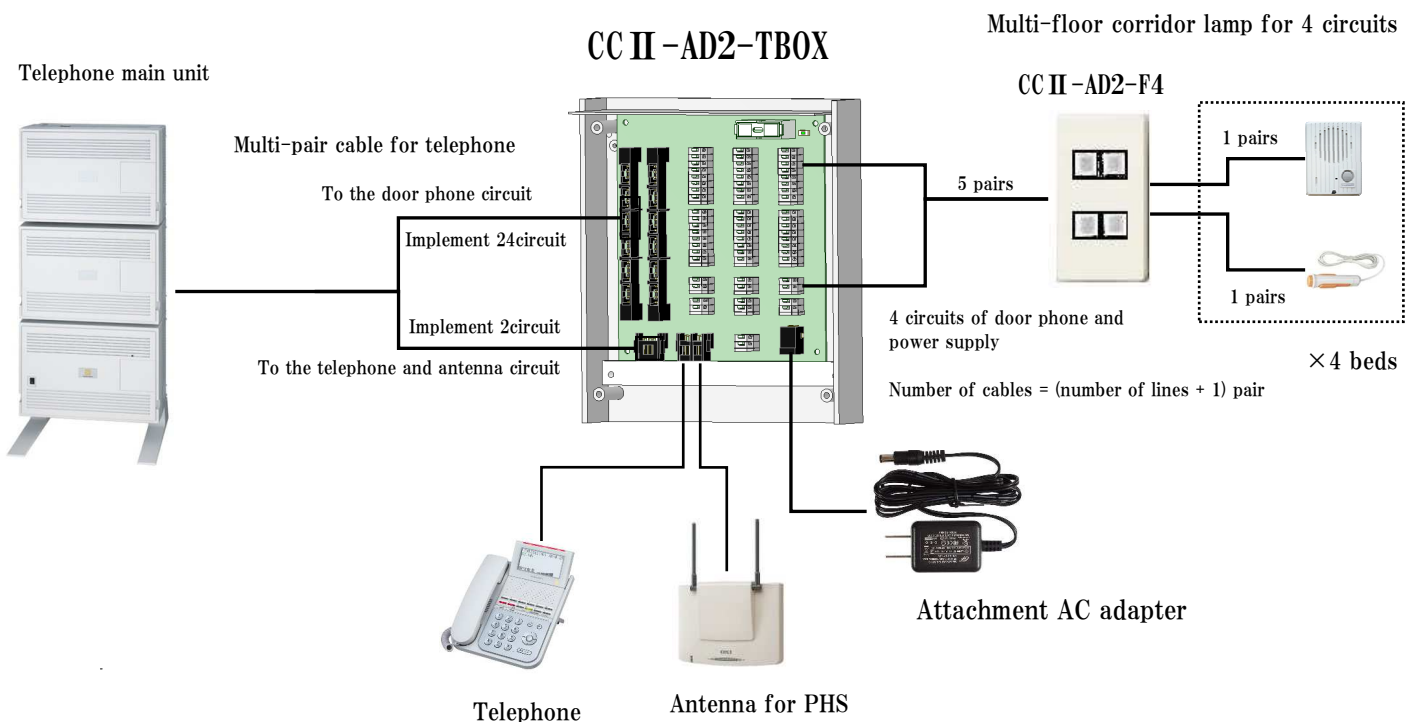 CCⅡ-AD2-TBOX
Multi-floor corridor lamp for 4 circuits
Telephone main unit
CCⅡ-AD2-F4
Multi-pair cable for telephone
1 pairs
To the door phone circuit
5 pairs
Implement 24circuit
1 pairs
4 circuits of door phone and
power supply
Implement 2circuit
×4 beds
To the telephone and antenna circuit
Number of cables = (number of lines + 1) pair
Attachment AC adapter
Telephone
Antenna for PHS